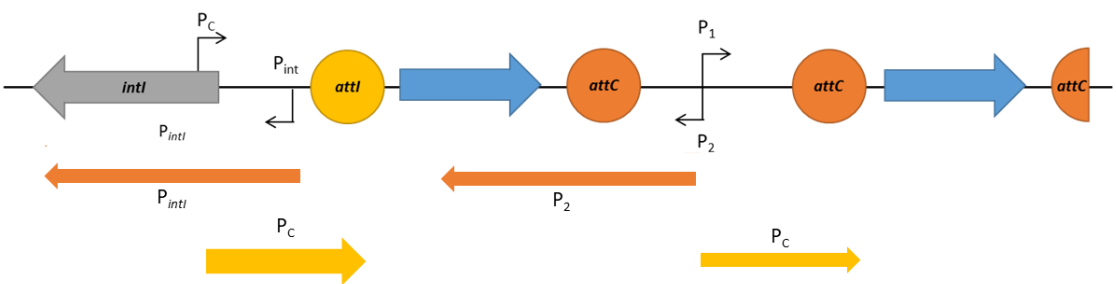 P_C
P_1
P_int
intI
attI
attC
attC
attC
P_intI
P_2
P_intI
P_2
P_C
P_C